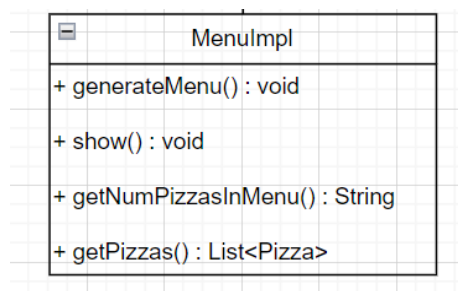 MenuImpl
+ generateMenu() : void
+ show() : void
+ getNumPizzasInMenu() : String
+ getPizzas() : List<Pizza>